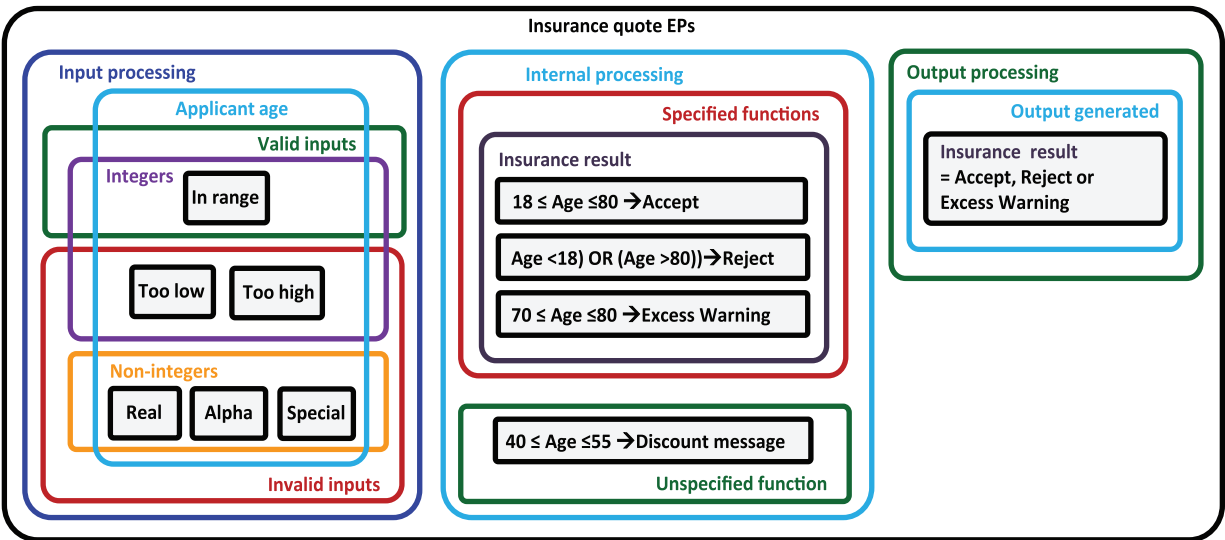 Insurance quote EPs
Input processing
Applicant age
Valid inputs
Integers
In range
Too low
Too high
Non-integers
Real
Alpha
Special
Invalid inputs
Internal processing
Specified functions
Insurance result
18 ≤ Age ≤80 →Accept
Age <18) OR (Age >80))→Reject
70 ≤ Age ≤80 →Excess Warning
40 ≤ Age ≤55 →Discount message
Unspecified function
Output processing
Output generated
Insurance result
= Accept, Reject or
Excess Warning